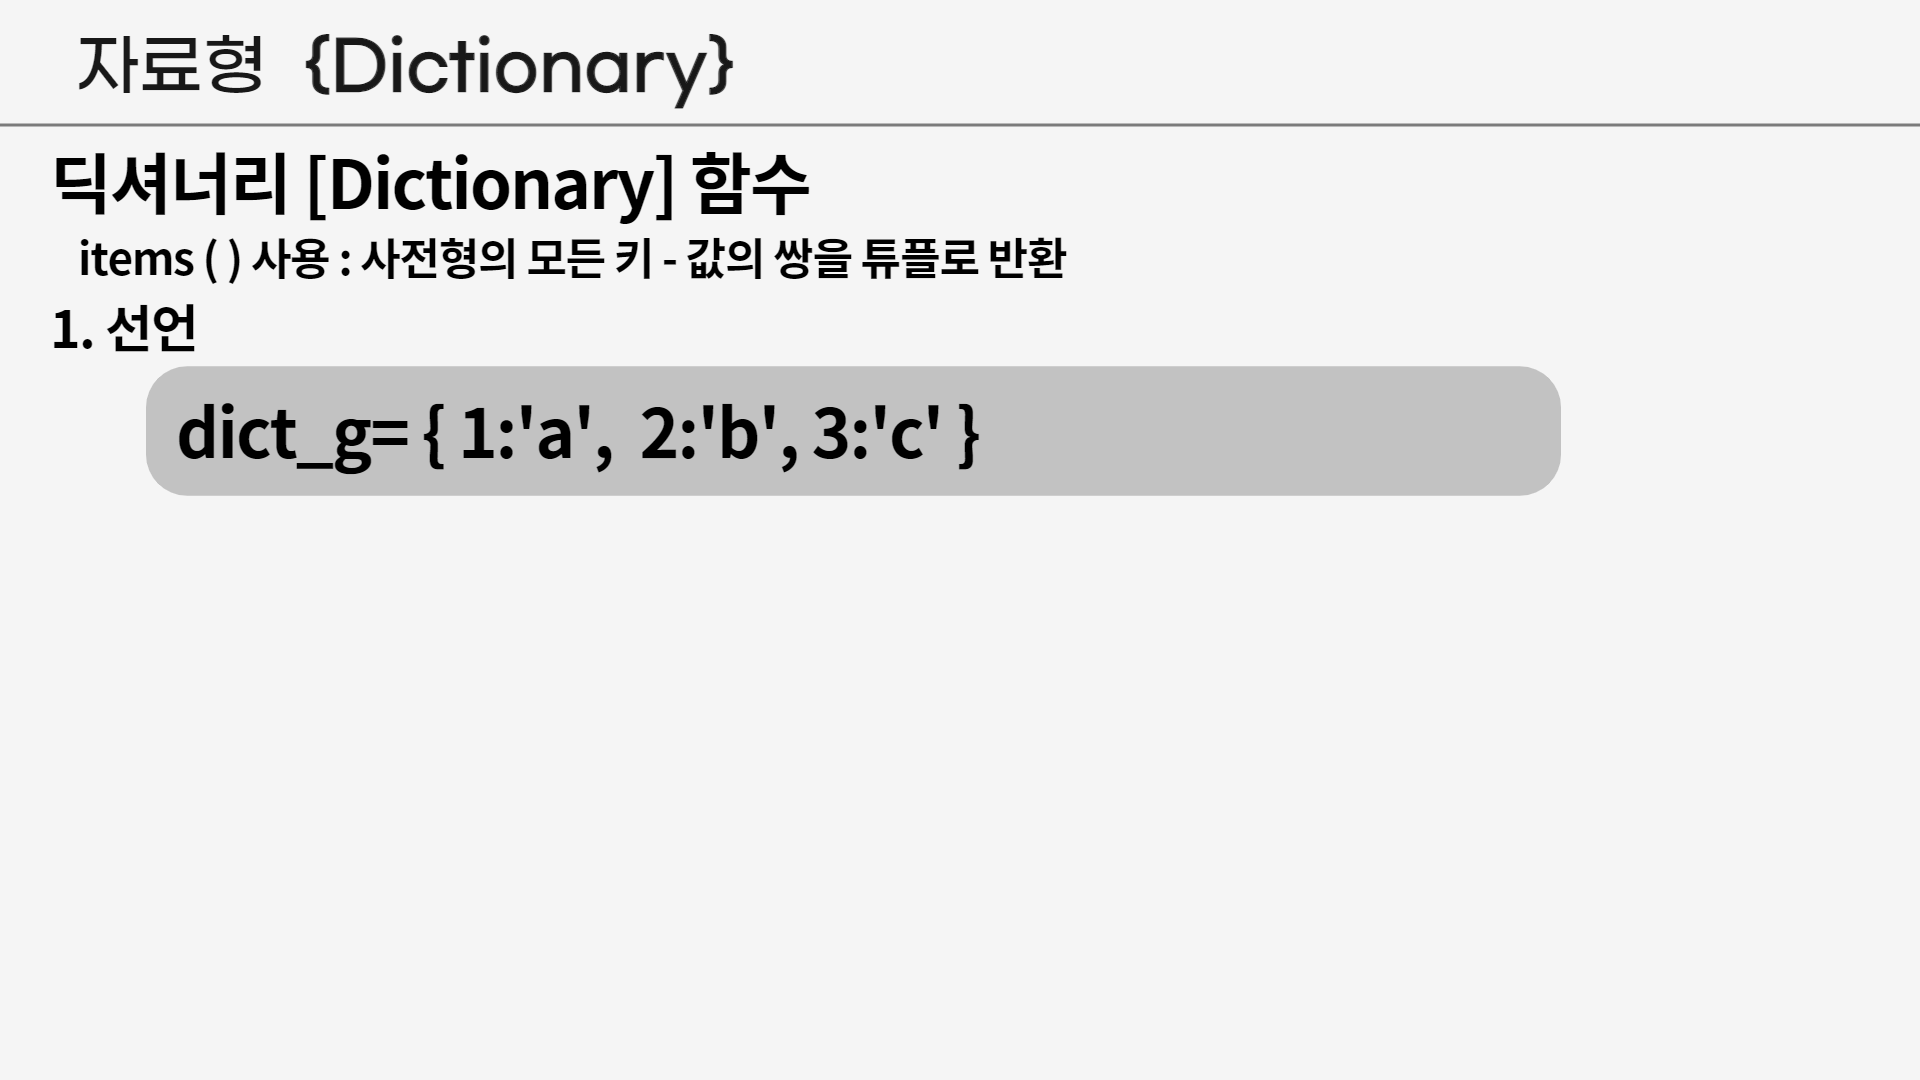 자료형 {Dictionary}
딕셔너리 [Dictionary] 함수
items ( ) 사용 : 사전형의 모든 키 - 값의 쌍을 튜플로 반환
1. 선언
dict_g= { 1:'a', 2:'b', 3:'c' }